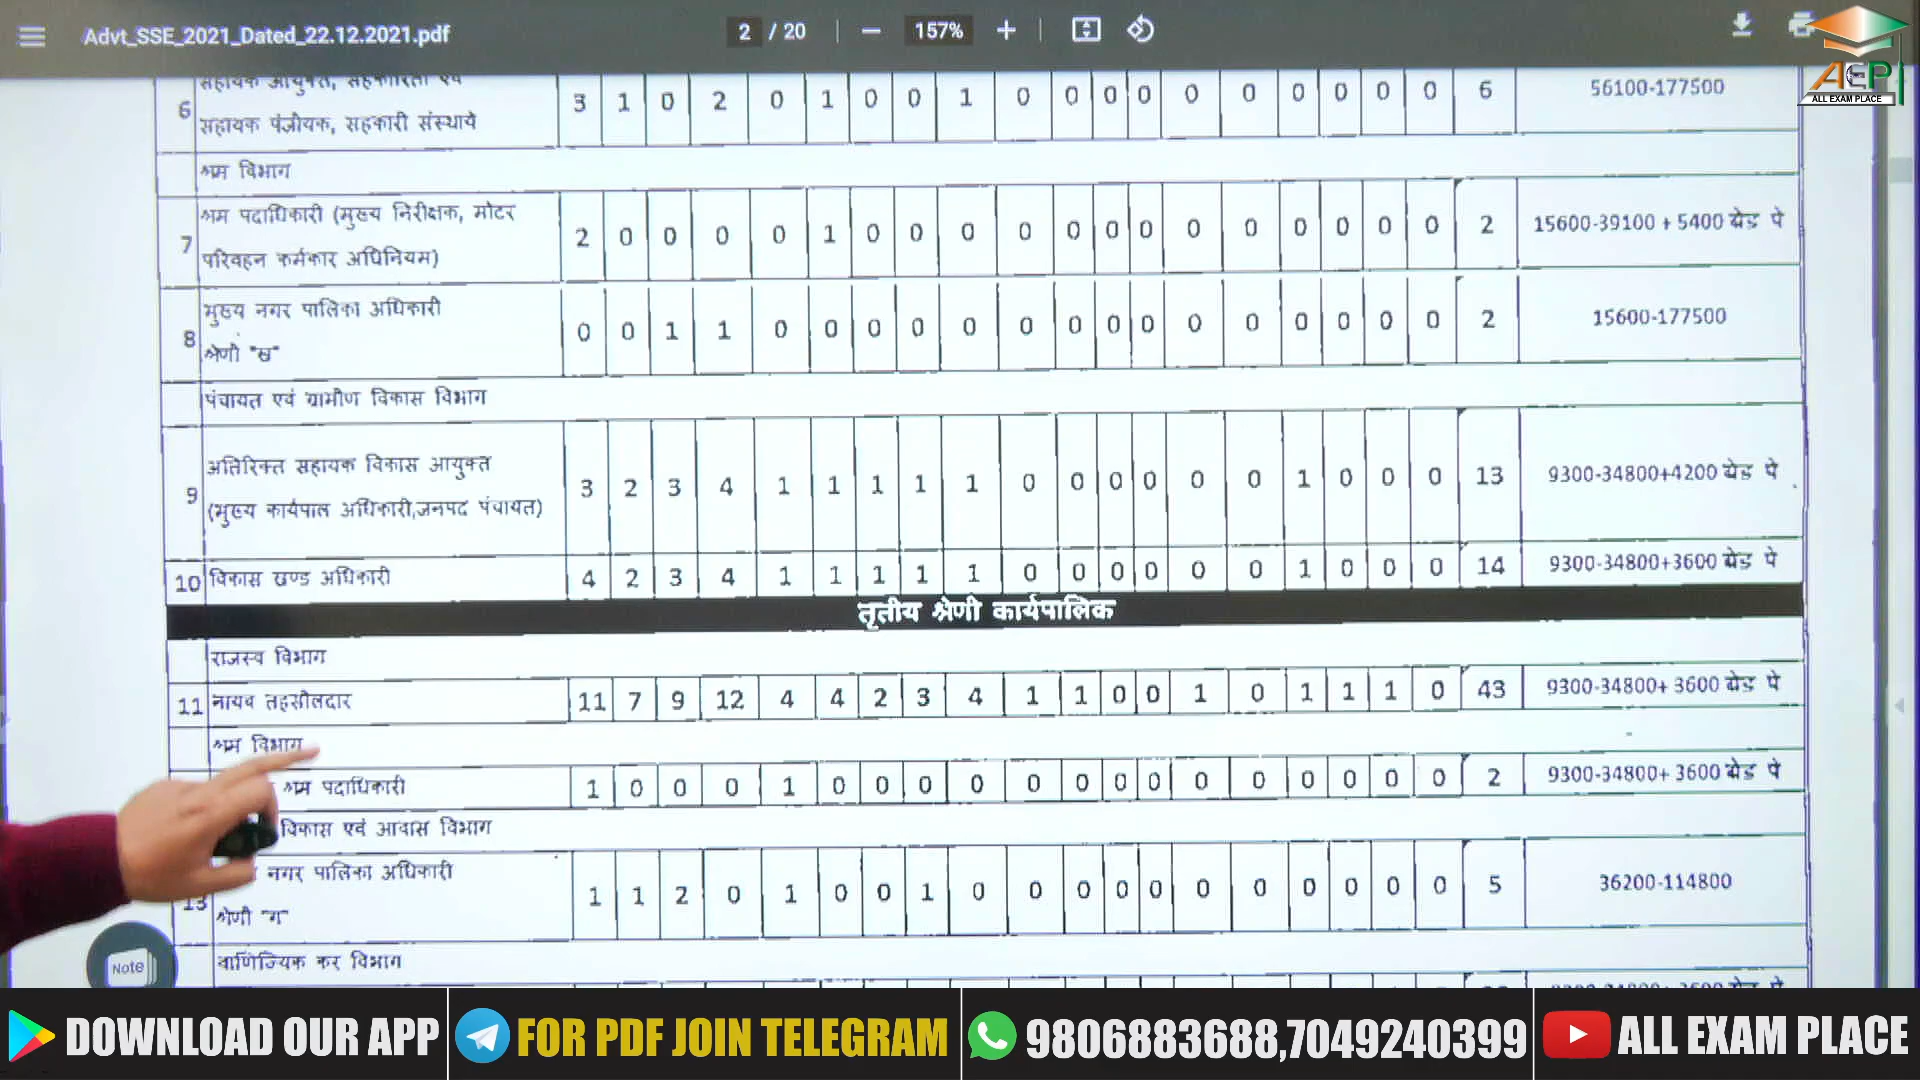 Advt_SSE_2021_Dated_22.12.2021.pdf 2 / 20 157%
AEP
ALL EXAM PLACE
सहायक आयुक्त, सहकारिता एवं
6 सहायक पंजीयक, सहकारी संस्थाये 3 1 0 2 0 1 0 0 1 0 0 0 0 0 0 0 0 0 0 6 56100-177500
श्रम विभाग
श्रम पदाधिकारी (मुख्य निरीक्षक, मोटर
7 परिवहन कर्मकार अधिनियम) 2 0 0 0 0 1 0 0 0 0 0 0 0 0 0 0 0 0 0 2 15600-39100 + 5400 ग्रेड पे
मुख्य नगर पालिका अधिकारी
8 श्रेणी "ख" 0 0 1 1 0 0 0 0 0 0 0 0 0 0 0 0 0 0 0 2 15600-177500
पंचायत एवं ग्रामीण विकास विभाग
अतिरिक्त सहायक विकास आयुक्त
9 (मुख्य कार्यपाल अधिकारी,जनपद पंचायत) 3 2 3 4 1 1 1 1 1 0 0 0 0 0 0 1 0 0 0 13 9300-34800+4200 ग्रेड पे
10 विकास खण्ड अधिकारी 4 2 3 4 1 1 1 1 1 0 0 0 0 0 0 1 0 0 0 14 9300-34800+3600 ग्रेड पे
तृतीय श्रेणी कार्यपालिक
राजस्व विभाग
11 नायब तहसीलदार 11 7 9 12 4 4 2 3 4 1 1 0 0 1 0 1 1 1 0 43 9300-34800+ 3600 ग्रेड पे
श्रम विभाग
श्रम पदाधिकारी 1 0 0 0 1 0 0 0 0 0 0 0 0 0 0 0 0 0 0 2 9300-34800+ 3600 ग्रेड पे
विकास एवं आवास विभाग
नगर पालिका अधिकारी
13 श्रेणी "ग" 1 1 2 0 1 0 0 1 0 0 0 0 0 0 0 0 0 0 0 5 36200-114800
वाणिज्यिक कर विभाग
Note
DOWNLOAD OUR APP FOR PDF JOIN TELEGRAM 9806883688,7049240399 ALL EXAM PLACE